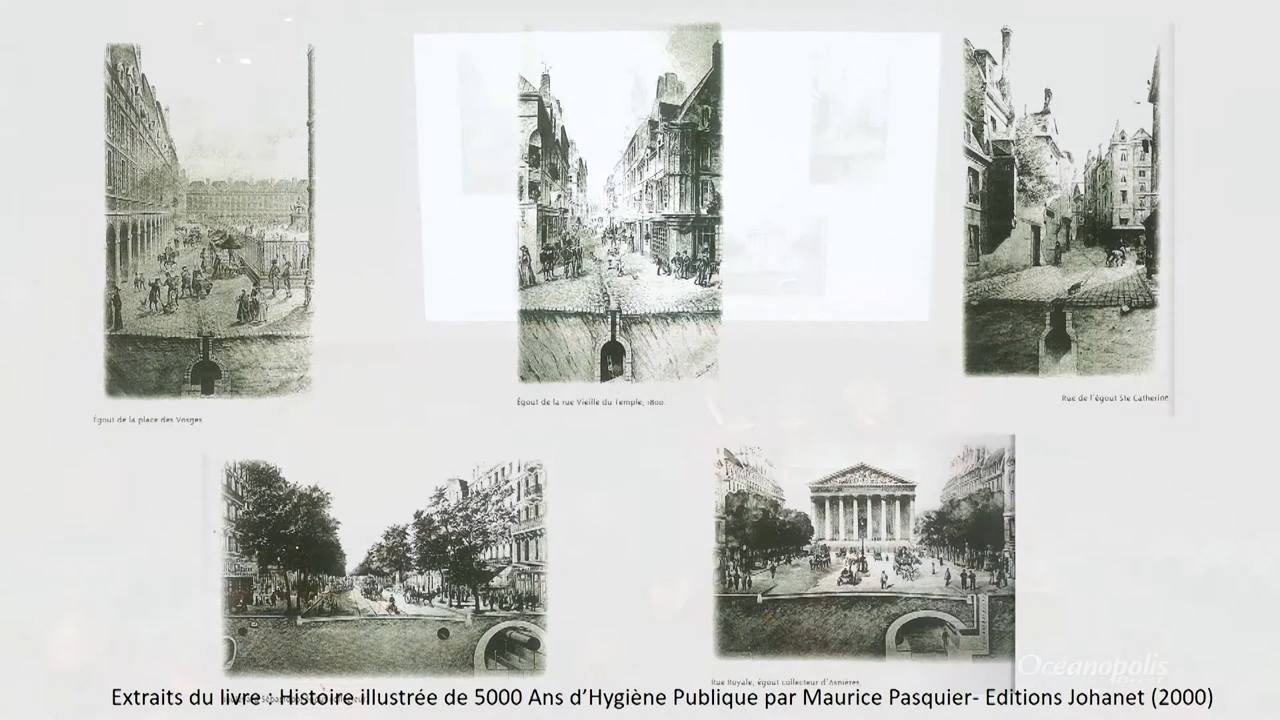 Égout de la place des Vosges
Égout de la rue Vieille du Temple, 1800.
Rue de l'égout Ste Catherine
Rue Royale, égout collecteur d'Asnières.
Océanopolis
Extraits du livre- Histoire illustrée de 5000 Ans d'Hygiène Publique par Maurice Pasquier- Editions Johanet (2000)